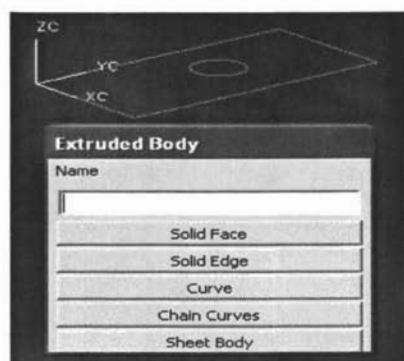 ZC
YC
XC
Extruded Body
Name
Solid Face
Solid Edge
Curve
Chain Curves
Sheet Body